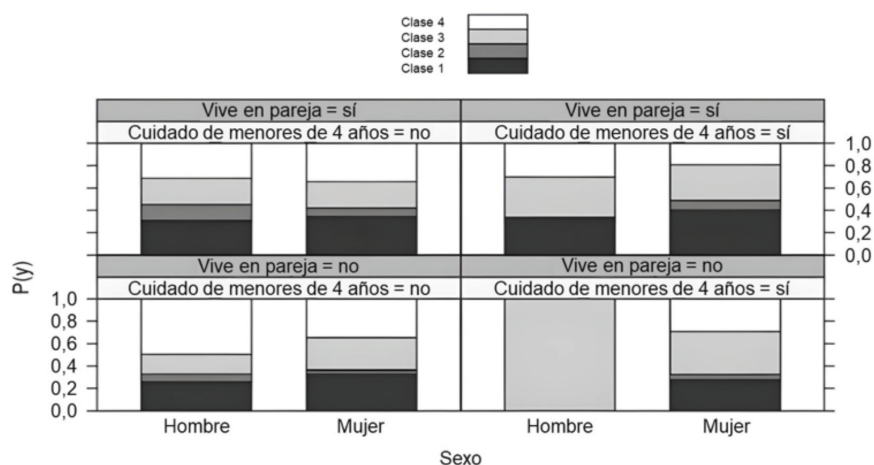 Clase 4
Clase 3
Clase 2
Clase 1
Vive en pareja = sí
Vive en pareja = sí
Cuidado de menores de 4 años = no
Cuidado de menores de 4 años = sí
1,0
0,8
0,6
0,4
0,2
0,0
Vive en pareja = no
Vive en pareja = no
Cuidado de menores de 4 años = no
Cuidado de menores de 4 años = sí
P(y)
1,0
0,8
0,6
0,4
0,2
0,0
Hombre
Mujer
Hombre
Mujer
Sexo